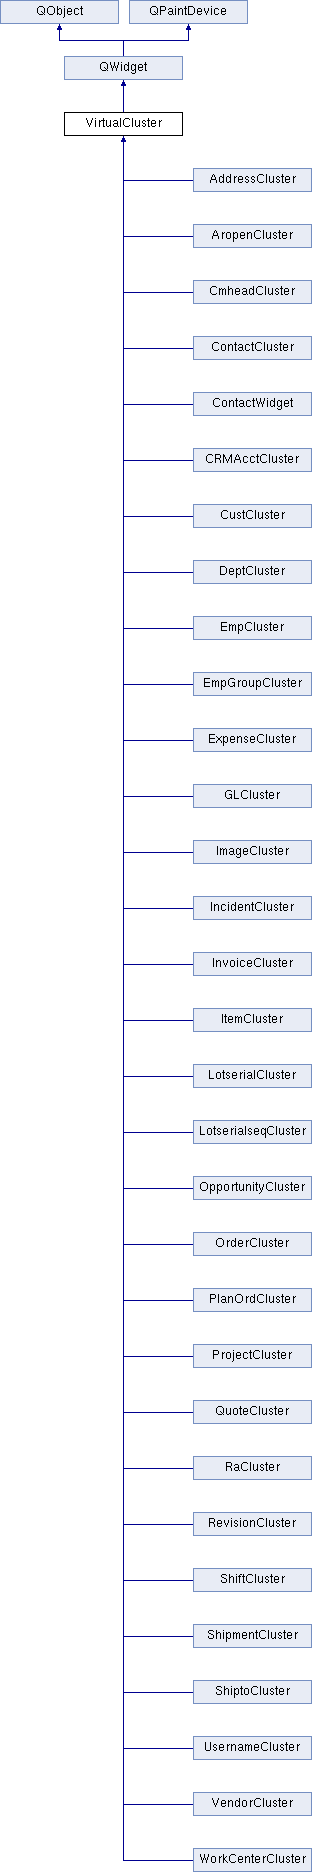 QObject
QPaintDevice
QWidget
VirtualCluster
AddressCluster
AropenCluster
CmheadCluster
ContactCluster
ContactWidget
CRMAcctCluster
CustCluster
DeptCluster
EmpCluster
EmpGroupCluster
ExpenseCluster
GLCluster
ImageCluster
IncidentCluster
InvoiceCluster
ItemCluster
LotserialCluster
LotserialseqCluster
OpportunityCluster
OrderCluster
PlanOrdCluster
ProjectCluster
QuoteCluster
RaCluster
RevisionCluster
ShiftCluster
ShipmentCluster
ShiptoCluster
UsernameCluster
VendorCluster
WorkCenterCluster